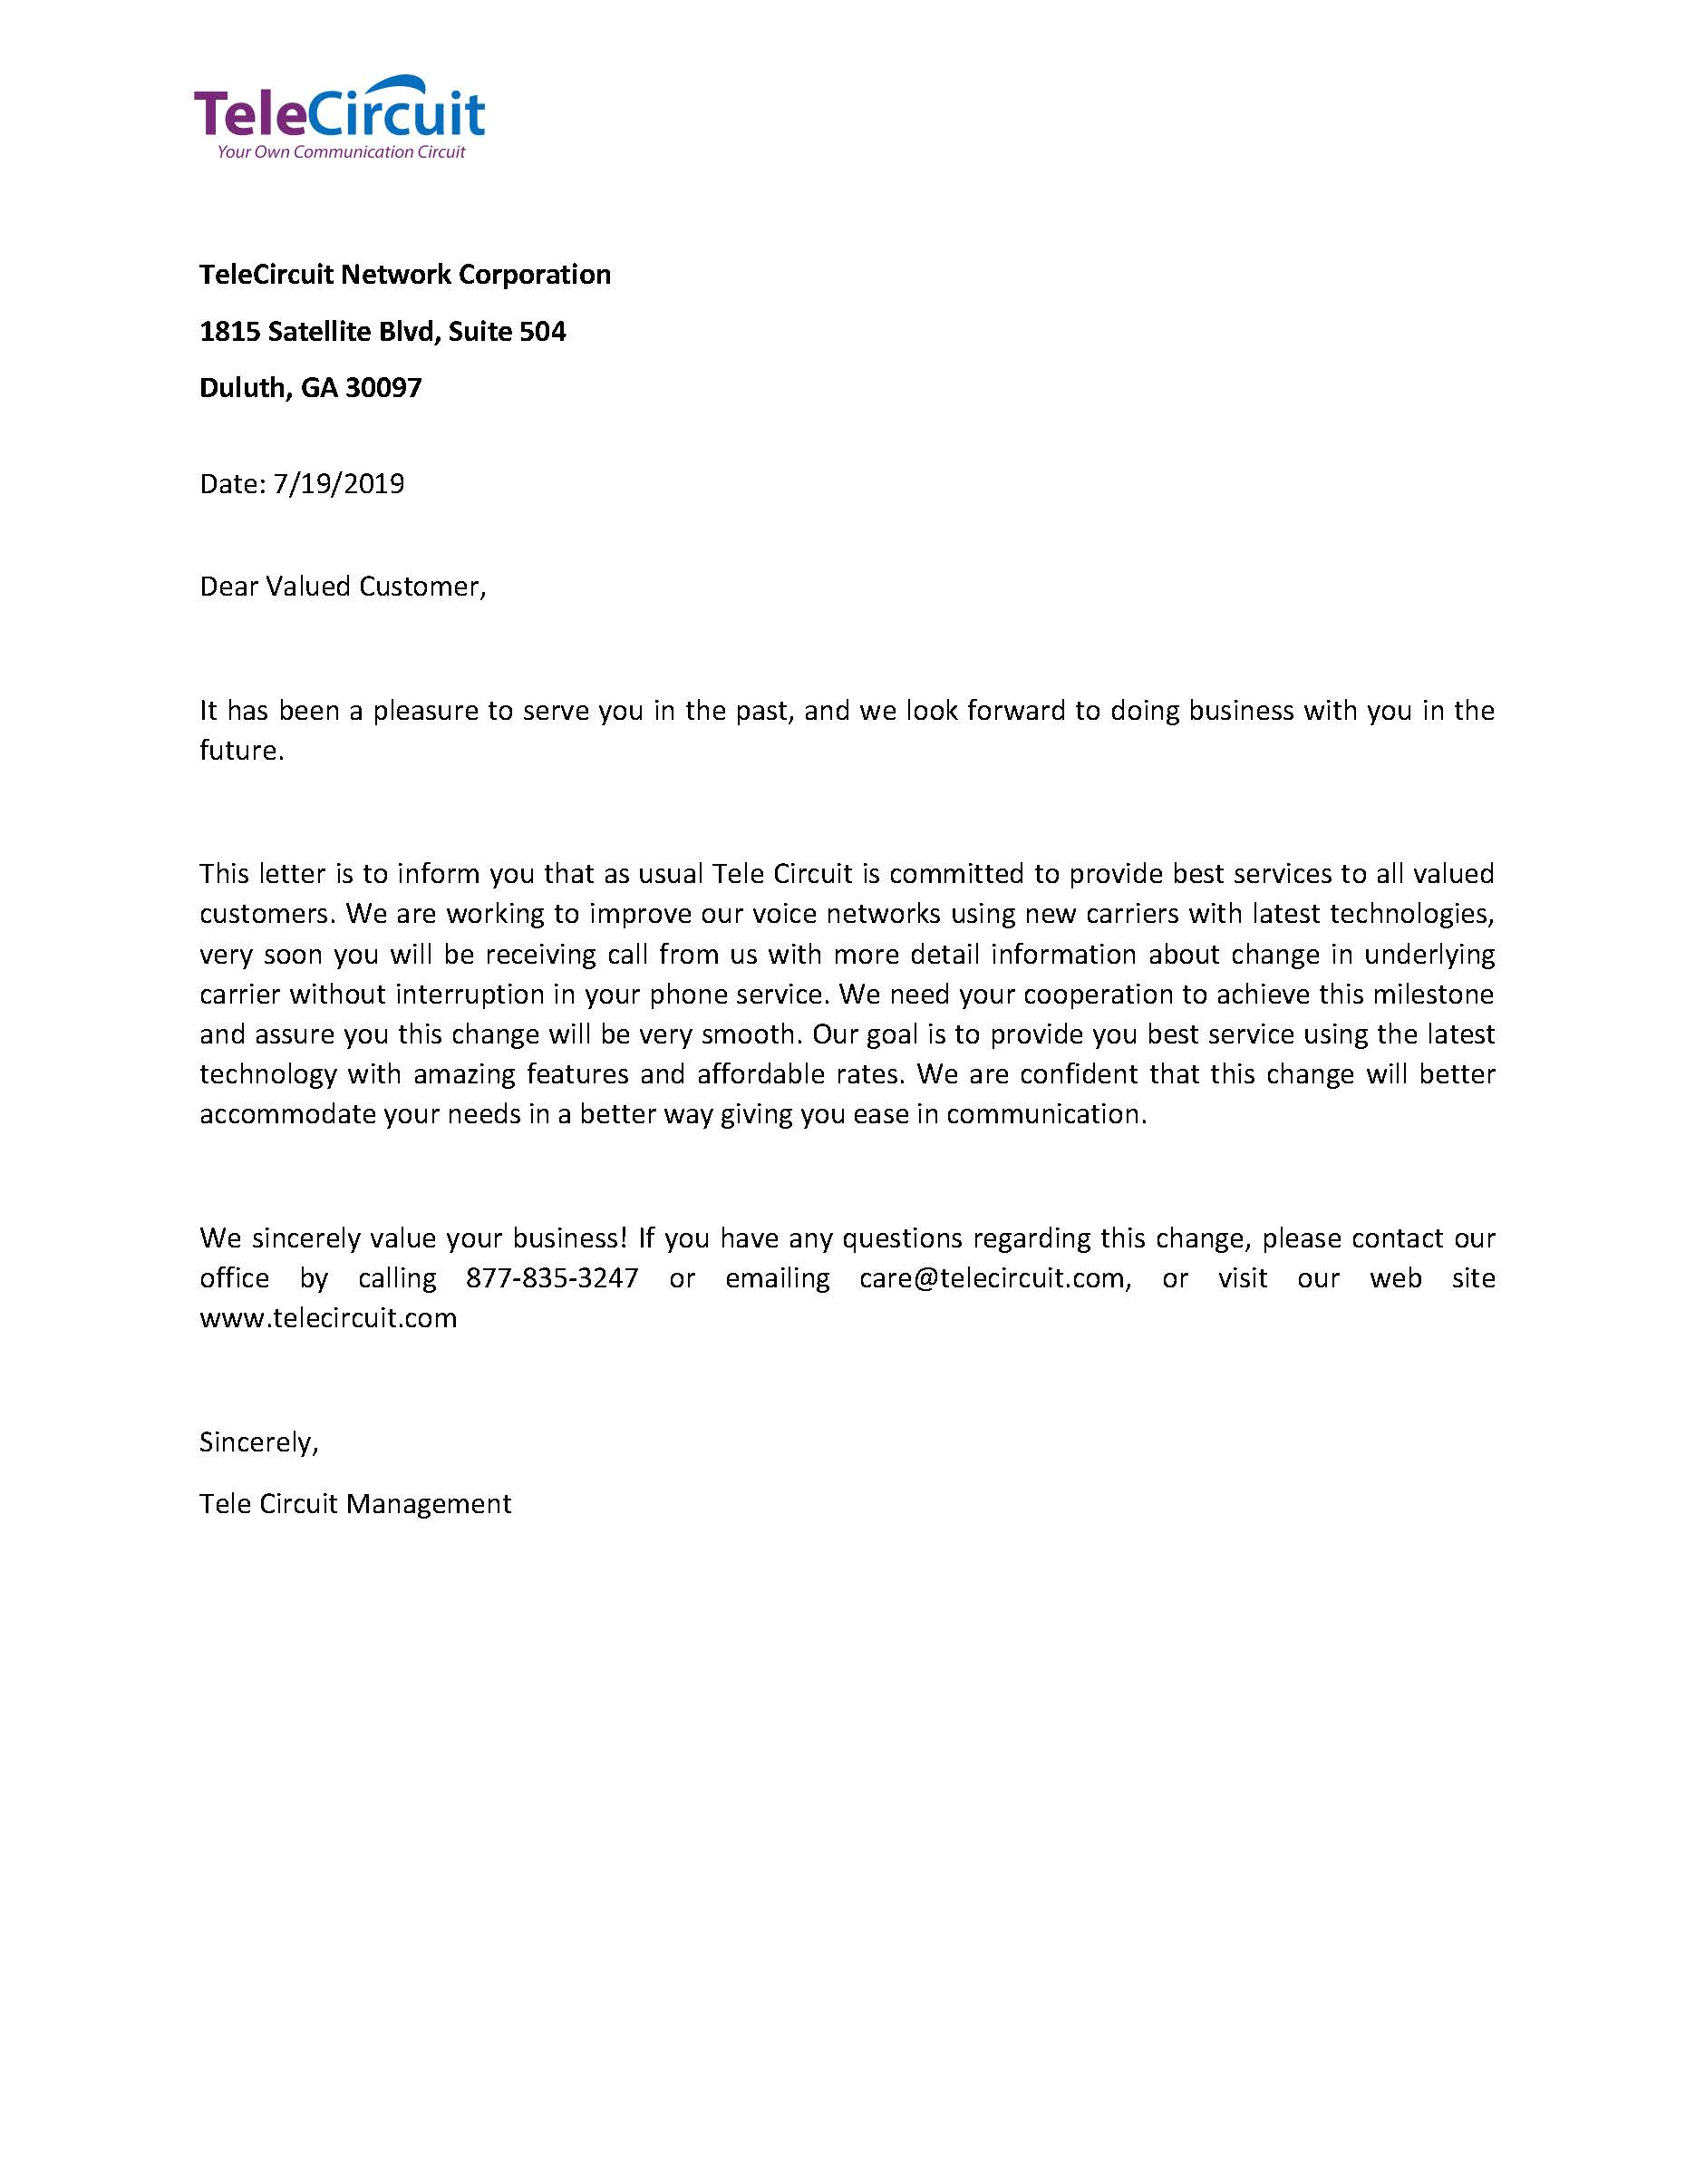 TeleCircuit
Your Own Communication Circuit
TeleCircuit Network Corporation
1815 Satellite Blvd, Suite 504
Duluth, GA 30097
Date: 7/19/2019
Dear Valued Customer,
It has been a pleasure to serve you in the past, and we look forward to doing business with you in the
future.
This letter is to inform you that as usual Tele Circuit is committed to provide best services to all valued
customers. We are working to improve our voice networks using new carriers with latest technologies,
very soon you will be receiving call from us with more detail information about change in underlying
carrier without interruption in your phone service. We need your cooperation to achieve this milestone
and assure you this change will be very smooth. Our goal is to provide you best service using the latest
technology with amazing features and affordable rates. We are confident that this change will better
accommodate your needs in a better way giving you ease in communication.
We sincerely value your business! If you have any questions regarding this change, please contact our
office by calling 877-835-3247 or emailing care@telecircuit.com, or visit our web site
www.telecircuit.com
Sincerely,
Tele Circuit Management